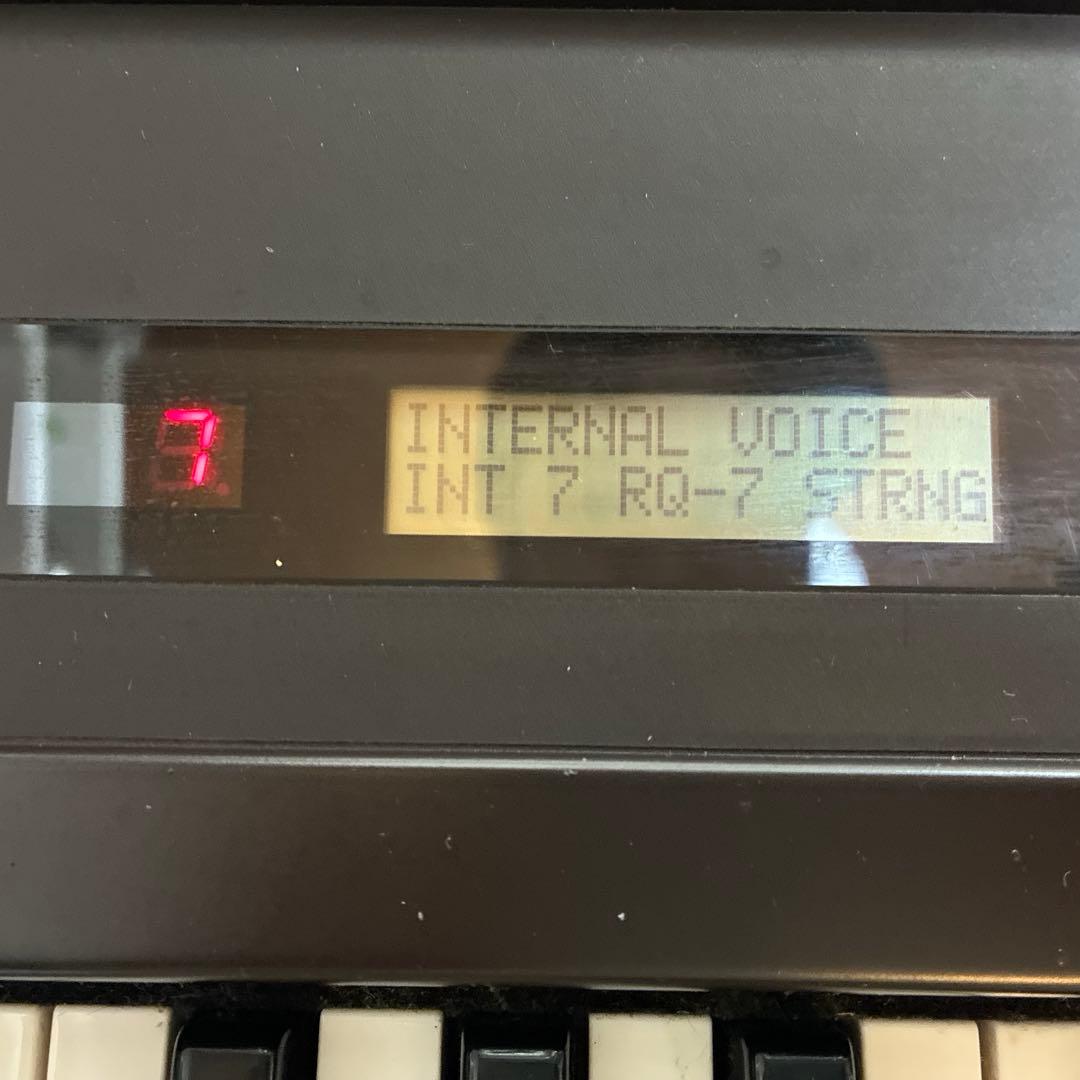 7
INTERNAL VOICE
INT 7 RQ-7 STRNG